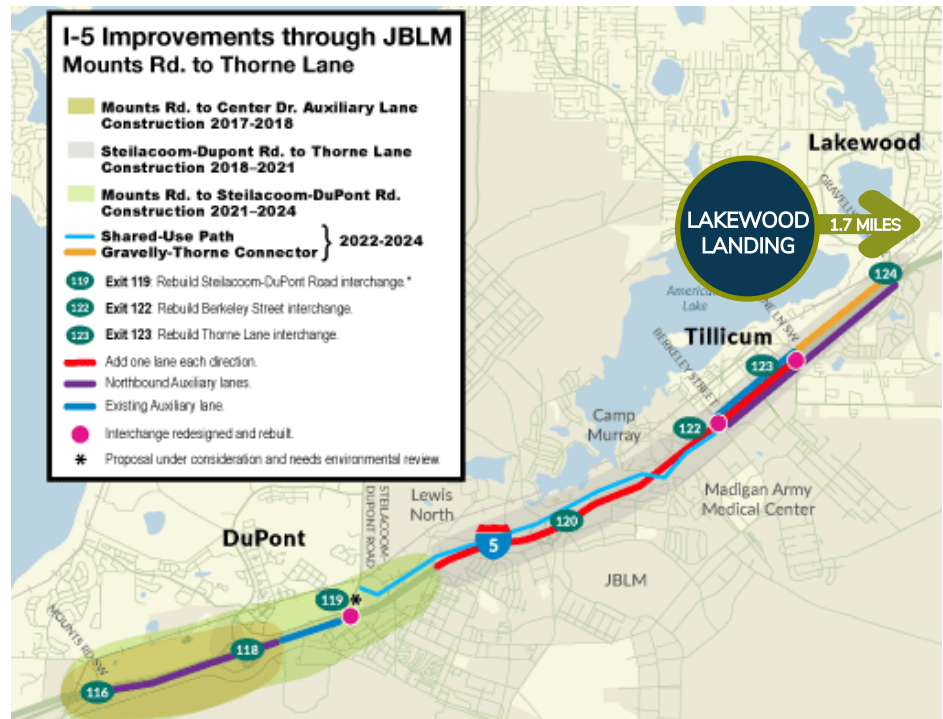 I-5 Improvements through JBLM
Mounts Rd. to Thorne Lane
Mounts Rd. to Center Dr. Auxiliary Lane
Construction 2017-2018
Steilacoom-Dupont Rd. to Thorne Lane
Construction 2018–2021
Mounts Rd. to Steilacoom-DuPont Rd.
Construction 2021–2024
Shared-Use Path
Gravelly-Thorne Connector
} 2022-2024
119 Exit 119: Rebuild Steilacoom-DuPont Road interchange.*
122 Exit 122: Rebuild Berkeley Street interchange.
123 Exit 123: Rebuild Thorne Lane interchange.
Add one lane each direction.
Northbound Auxiliary lanes.
Existing Auxiliary lane.
Interchange redesigned and rebuilt.
* Proposal under consideration and needs environmental review.
Lakewood
LAKEWOOD
LANDING
1.7 MILES
124
Lake
Tillicum
BERKELEY STREET
123
122
Camp
Murray
Madigan Army
Medical Center
Lewis
North
STEILACOOM-
DUPONT ROAD
120
5
JBLM
DuPont
119 *
118
MOUNTS RD SW
116